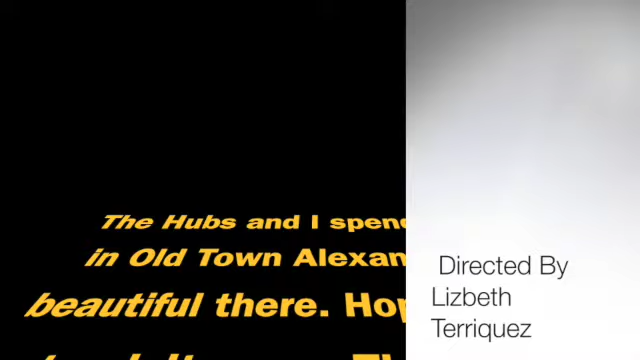 The Hubs and I spend
in Old Town Alexan
beautiful there. Hop
Directed By
Lizbeth
Terriquez